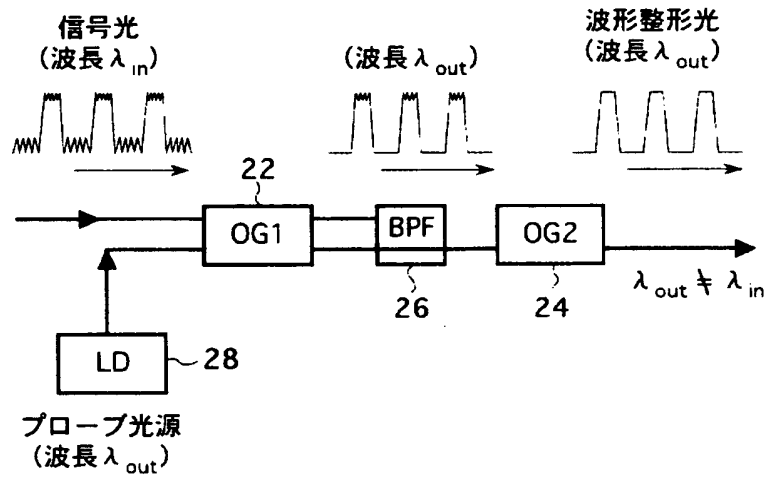 信号光
(波長λin)
(波長λout)
波形整形光
(波長λout)
22
OG1
BPF
OG2
26
24
λout ≠ λin
LD
28
プローブ光源
(波長λout)